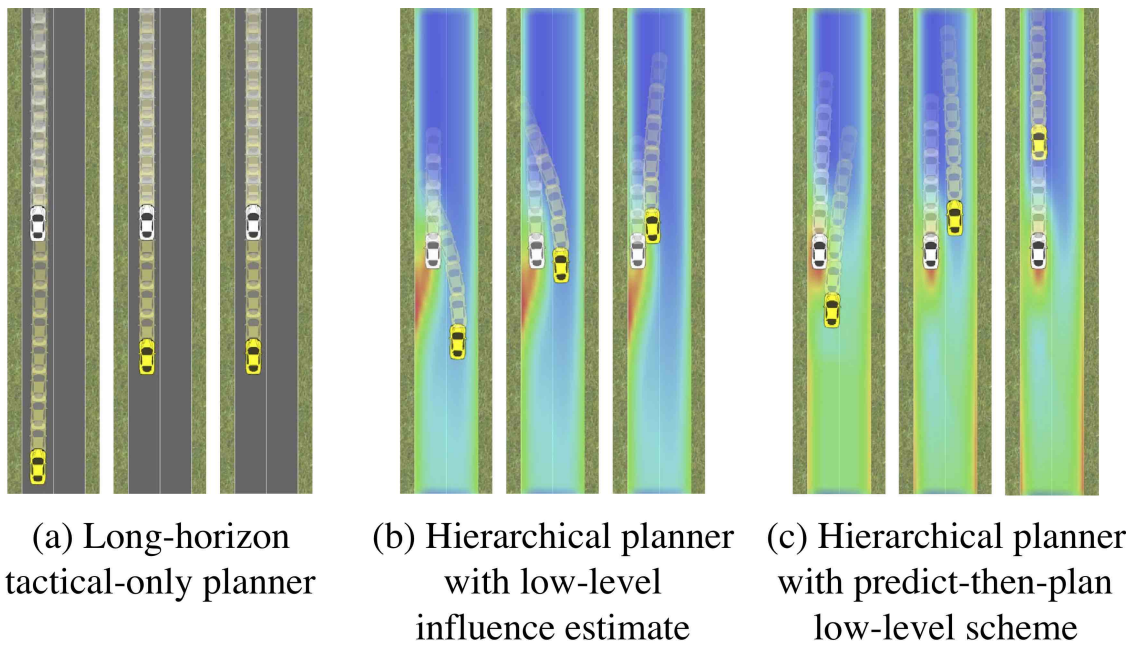 (a) Long-horizon
tactical-only planner
(b) Hierarchical planner
with low-level
influence estimate
(c) Hierarchical planner
with predict-then-plan
low-level scheme